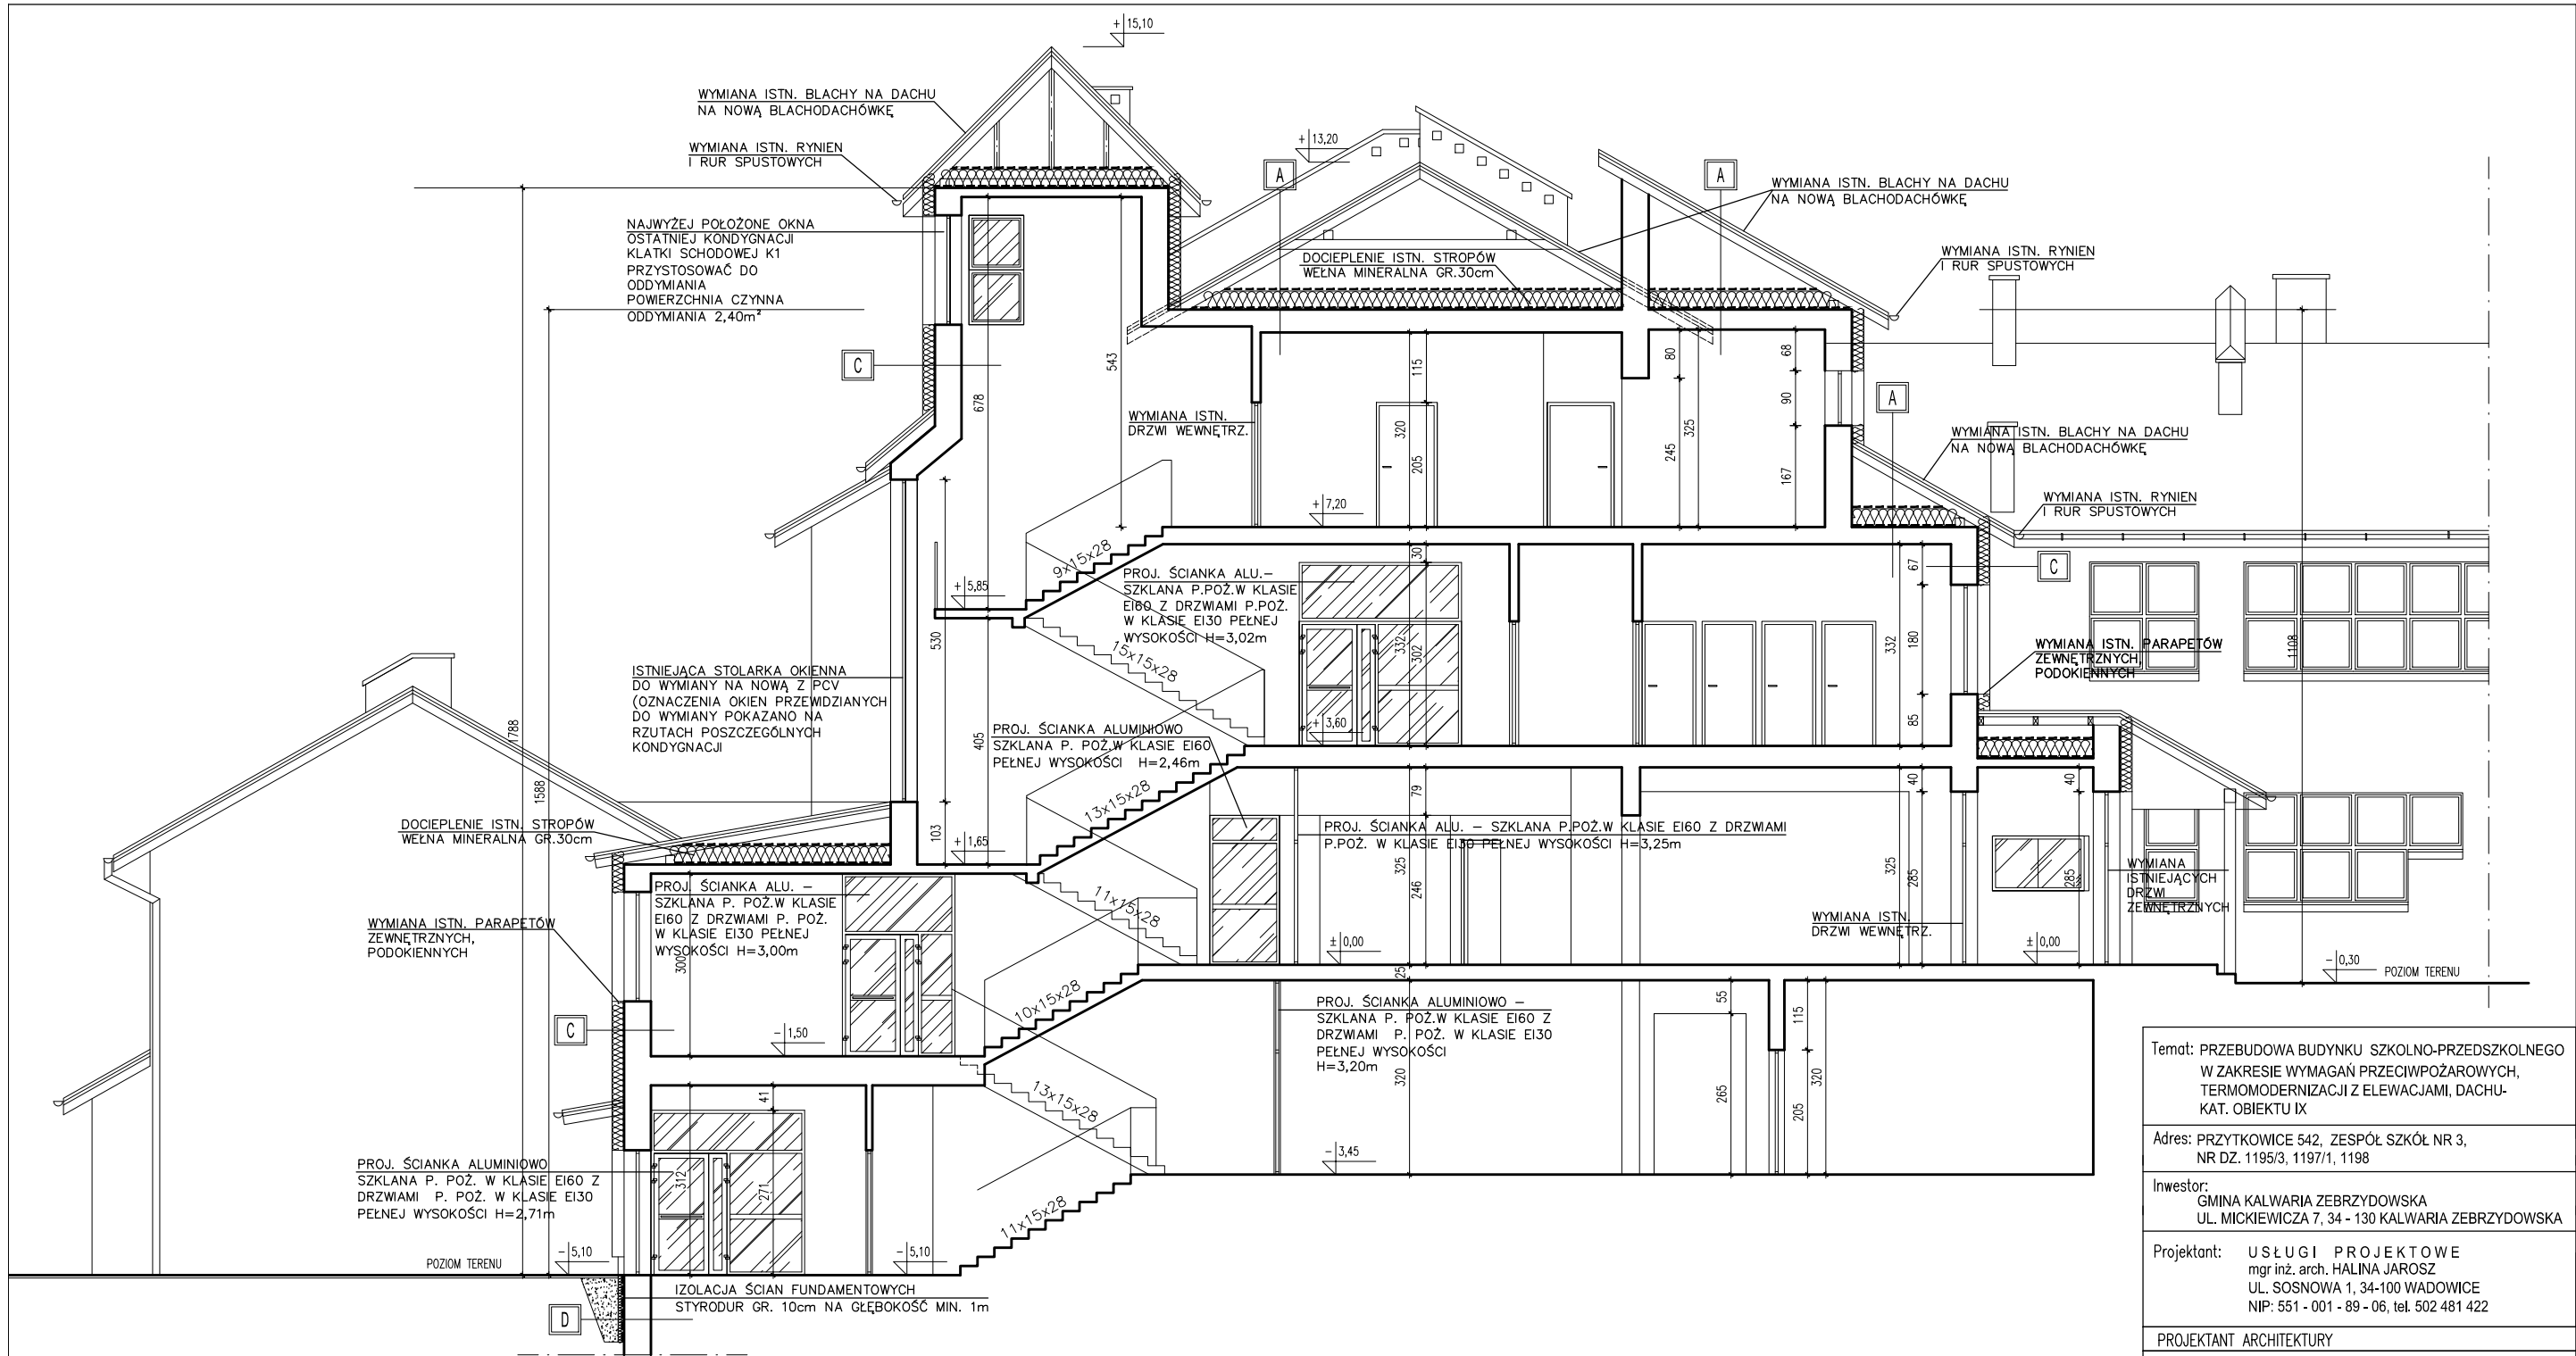 + 15,10
WYMIANA ISTN. BLACHY NA DACHU
NA NOWĄ BLACHODACHÓWKĘ
WYMIANA ISTN. RYNIEN
I RUR SPUSTOWYCH
+ 13,20
A
A
WYMIANA ISTN. BLACHY NA DACHU
NA NOWĄ BLACHODACHÓWKĘ
NAJWYŻEJ POŁOŻONE OKNA
OSTATNIEJ KONDYGNACJI
KLATKI SCHODOWEJ K1
PRZYSTOSOWAĆ DO
ODDYMIANIA
POWIERZCHNIA CZYNNA
ODDYMIANIA 2,40m²
DOCIEPLENIE ISTN. STROPÓW
WEŁNA MINERALNA GR.30cm
WYMIANA ISTN. RYNIEN
I RUR SPUSTOWYCH
C
543
678
115
320
205
80
245
325
68
90
167
A
WYMIANA ISTN.
DRZWI WEWNĘTRZ.
WYMIANA ISTN. BLACHY NA DACHU
NA NOWĄ BLACHODACHÓWKĘ
WYMIANA ISTN. RYNIEN
I RUR SPUSTOWYCH
+ 7,20
9x15x28
+ 5,85
PROJ. ŚCIANKA ALU.–
SZKLANA P.POŻ.W KLASIE
EI60 Z DRZWIAMI P.POŻ.
W KLASIE EI30 PEŁNEJ
WYSOKOŚCI H=3,02m
30
332
302
332
67
180
85
C
1108
530
405
103
15x15x28
ISTNIEJĄCA STOLARKA OKIENNA
DO WYMIANY NA NOWĄ Z PCV
(OZNACZENIA OKIEN PRZEWIDZIANYCH
DO WYMIANY POKAZANO NA
RZUTACH POSZCZEGÓLNYCH
KONDYGNACJI
WYMIANA ISTN. PARAPETÓW
ZEWNĘTRZNYCH,
PODOKIENNYCH
1788
1588
+ 3,60
PROJ. ŚCIANKA ALUMINIOWO
SZKLANA P. POŻ.W KLASIE EI60
PEŁNEJ WYSOKOŚCI H=2,46m
13x15x28
79
325
246
40
325
285
40
285
DOCIEPLENIE ISTN. STROPÓW
WEŁNA MINERALNA GR.30cm
+ 1,65
PROJ. ŚCIANKA ALU. – SZKLANA P.POŻ.W KLASIE EI60 Z DRZWIAMI
P.POŻ. W KLASIE EI30 PEŁNEJ WYSOKOŚCI H=3,25m
WYMIANA
ISTNIEJĄCYCH
DRZWI
ZEWNĘTRZNYCH
PROJ. ŚCIANKA ALU. –
SZKLANA P. POŻ.W KLASIE
EI60 Z DRZWIAMI P. POŻ.
W KLASIE EI30 PEŁNEJ
WYSOKOŚCI H=3,00m
300
11x15x28
WYMIANA ISTN. PARAPETÓW
ZEWNĘTRZNYCH,
PODOKIENNYCH
WYMIANA ISTN.
DRZWI WEWNĘTRZ.
± 0,00
± 0,00
- 0,30
POZIOM TERENU
25
10x15x28
C
- 1,50
PROJ. ŚCIANKA ALUMINIOWO –
SZKLANA P. POŻ.W KLASIE EI60 Z
DRZWIAMI P. POŻ. W KLASIE EI30
PEŁNEJ WYSOKOŚCI
H=3,20m
320
55
265
115
205
320
13x15x28
41
312
271
- 3,45
PROJ. ŚCIANKA ALUMINIOWO
SZKLANA P. POŻ. W KLASIE EI60 Z
DRZWIAMI P. POŻ. W KLASIE EI30
PEŁNEJ WYSOKOŚCI H=2,71m
11x15x28
POZIOM TERENU
- 5,10
- 5,10
IZOLACJA ŚCIAN FUNDAMENTOWYCH
STYRODUR GR. 10cm NA GŁĘBOKOŚĆ MIN. 1m
D
Temat: PRZEBUDOWA BUDYNKU SZKOLNO-PRZEDSZKOLNEGO
W ZAKRESIE WYMAGAŃ PRZECIWPOŻAROWYCH,
TERMOMODERNIZACJI Z ELEWACJAMI, DACHU-
KAT. OBIEKTU IX
Adres: PRZYTKOWICE 542, ZESPÓŁ SZKÓŁ NR 3,
NR DZ. 1195/3, 1197/1, 1198
Inwestor:
GMINA KALWARIA ZEBRZYDOWSKA
UL. MICKIEWICZA 7, 34 - 130 KALWARIA ZEBRZYDOWSKA
Projektant: USŁUGI PROJEKTOWE
mgr inż. arch. HALINA JAROSZ
UL. SOSNOWA 1, 34-100 WADOWICE
NIP: 551 - 001 - 89 - 06, tel. 502 481 422
PROJEKTANT ARCHITEKTURY